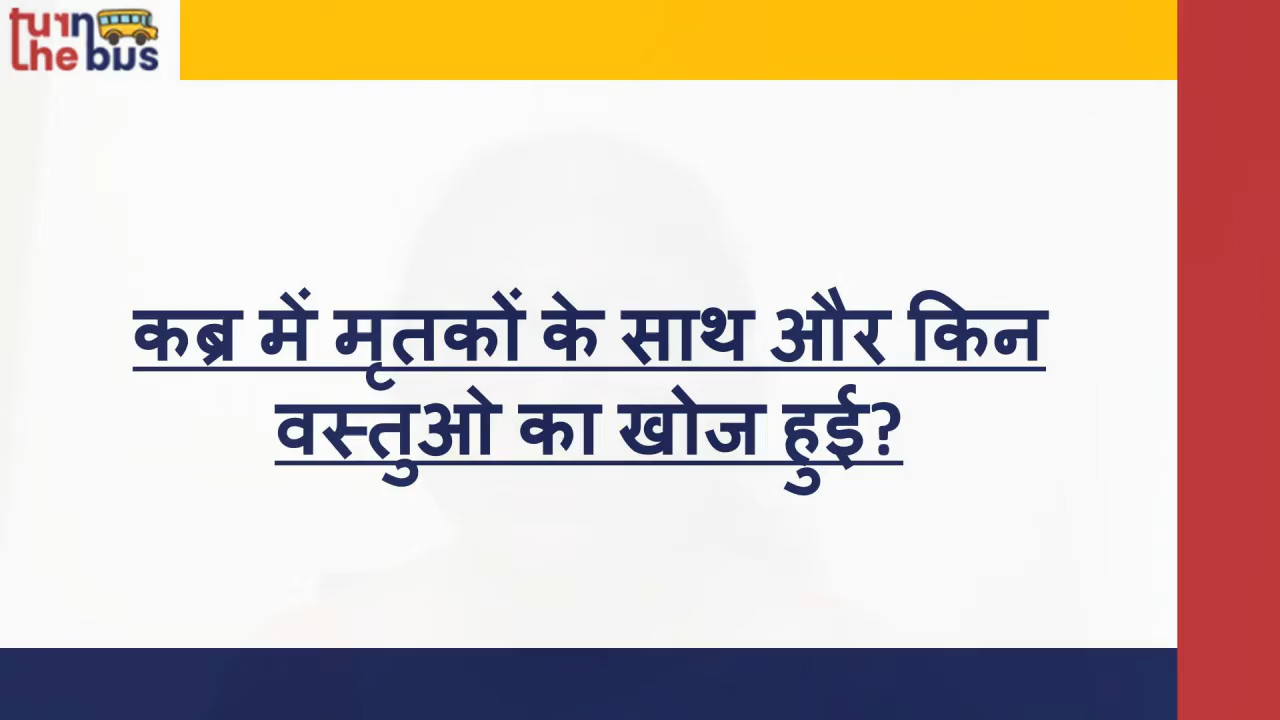 turn
the bus
कब्र में मृतकों के साथ और किन
वस्तुओ का खोज हुई?